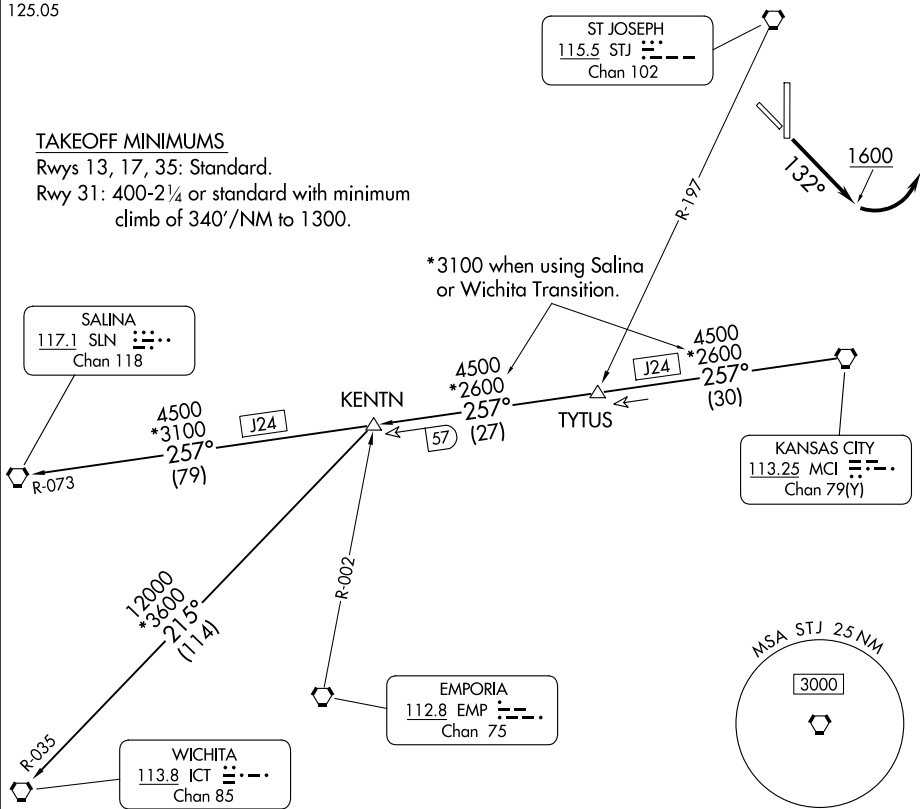 125.05
ST JOSEPH
115.5 STJ
Chan 102
TAKEOFF MINIMUMS
Rwys 13, 17, 35: Standard.
Rwy 31: 400-2¼ or standard with minimum
climb of 340'/NM to 1300.
132°
1600
R-197
*3100 when using Salina
or Wichita Transition.
SALINA
117.1 SLN
Chan 118
4500
*2600
257°
(30)
J24
4500
*2600
257°
(27)
57
TYTUS
KENTN
4500
*3100
257°
(79)
J24
R-073
KANSAS CITY
113.25 MCI
Chan 79(Y)
R-002
12000
*3600
215°
(114)
R-035
EMPORIA
112.8 EMP
Chan 75
WICHITA
113.8 ICT
Chan 85
MSA STJ 25 NM
3000